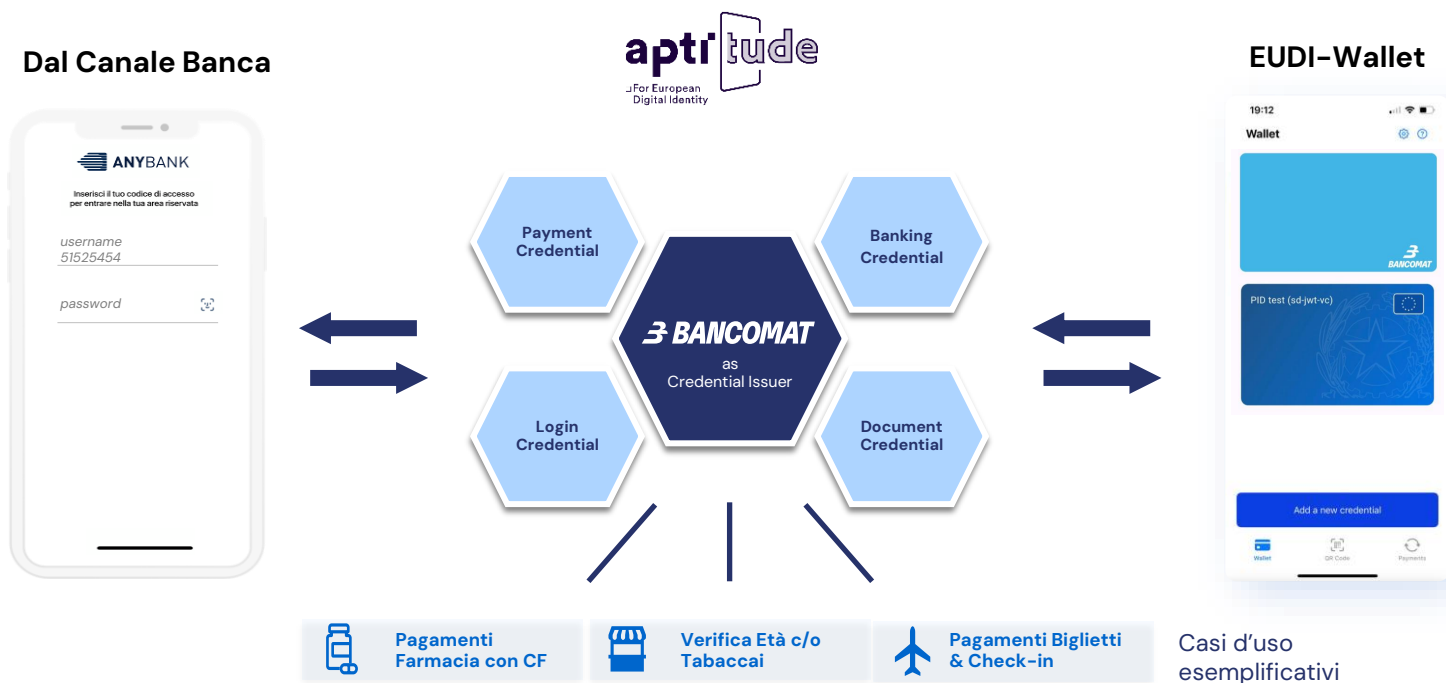 Dal Canale Banca
aptitude
For European
Digital Identity
EUDI-Wallet
ANYBANK
Inserisci il tuo codice di accesso
per entrare nella tua area riservata
username
51525454
password
Payment
Credential
Banking
Credential
BANCOMAT
as
Credential Issuer
Login
Credential
Document
Credential
19:12
Wallet
BANCOMAT
PID test (sd-jwt-vc)
Add a new credential
Wallet
QR Code
Payments
Pagamenti
Farmacia con CF
Verifica Età c/o
Tabaccai
Pagamenti Biglietti
& Check-in
Casi d'uso
esemplificativi